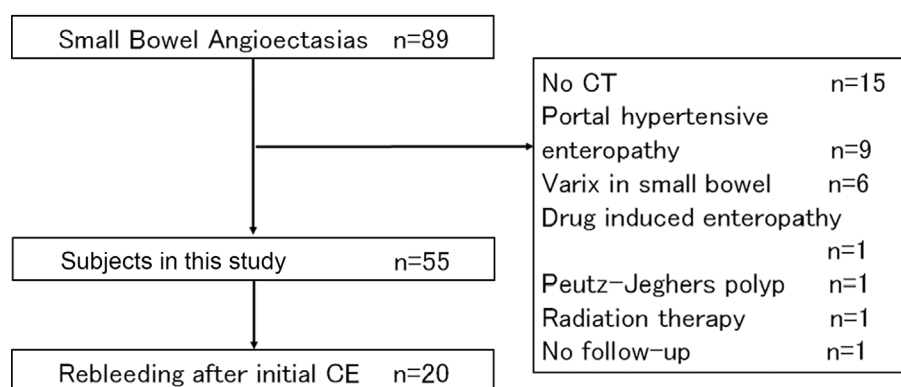 Small Bowel Angioectasias n=89
No CT n=15
Portal hypertensive
enteropathy n=9
Varix in small bowel n=6
Drug induced enteropathy
n=1
Peutz-Jeghers polyp n=1
Radiation therapy n=1
No follow-up n=1
Subjects in this study n=55
Rebleeding after initial CE n=20